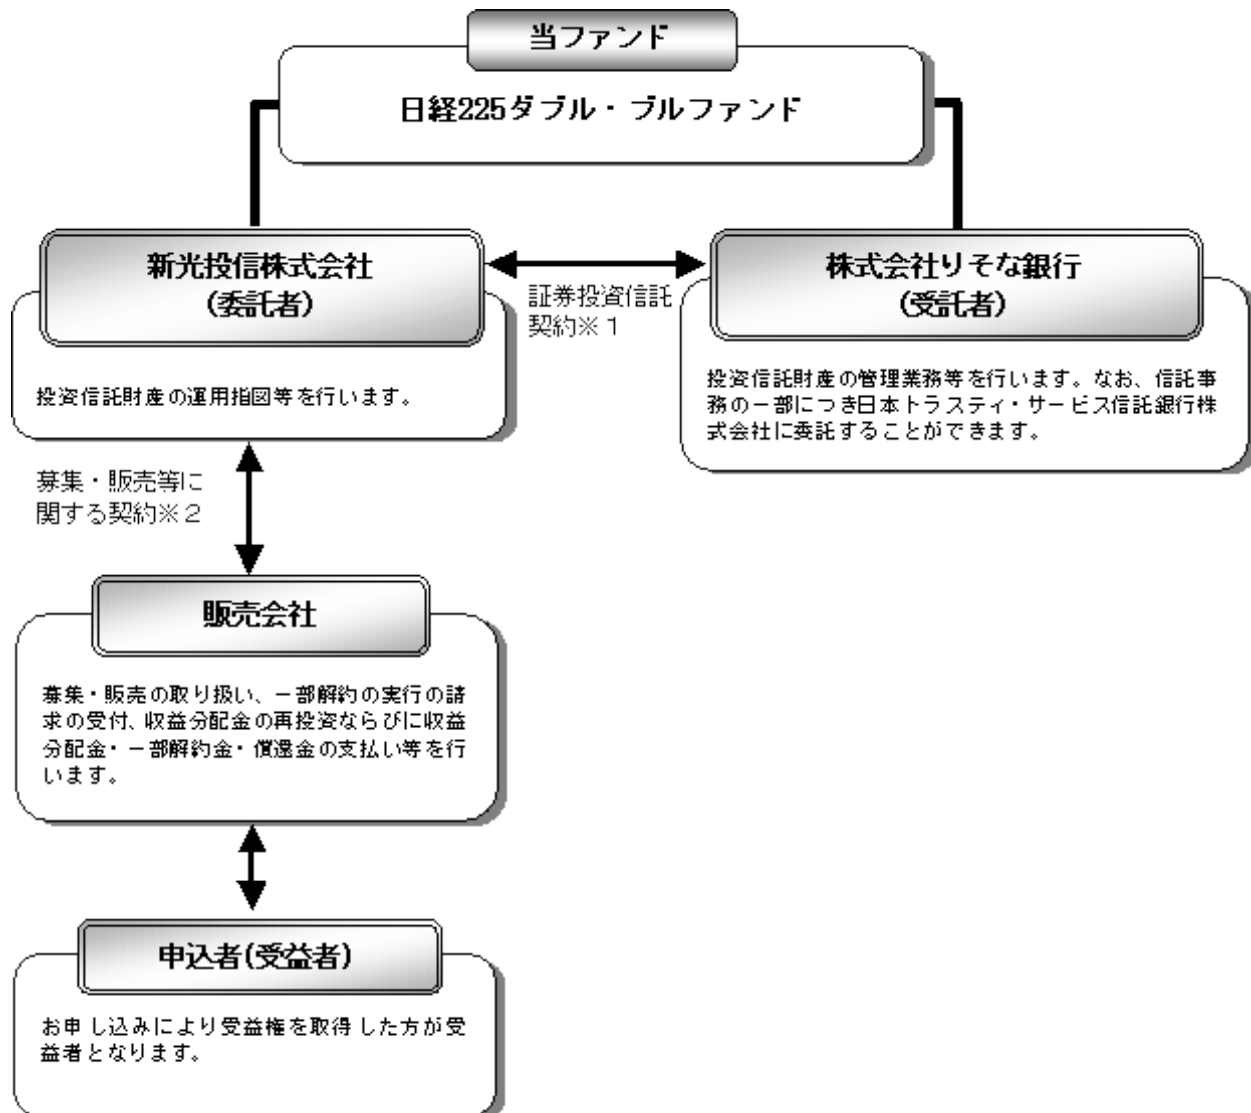 当ファンド
日経225ダブル・ブルファンド
新光投信株式会社
(委託者)
投資信託財産の運用指図等を行います。
証券投資信託
契約※１
株式会社りそな銀行
(受託者)
投資信託財産の管理業務等を行います。なお、信託事
務の一部につき日本トラスティ・サービス信託銀行株
式会社に委託することができます。
募集・販売等に
関する契約※２
販売会社
募集・販売の取り扱い、一部解約の実行の請
求の受付、収益分配金の再投資ならびに収益
分配金・一部解約金・償還金の支払い等を行
います。
申込者(受益者)
お申し込みにより受益権を取得した方が受
益者となります。